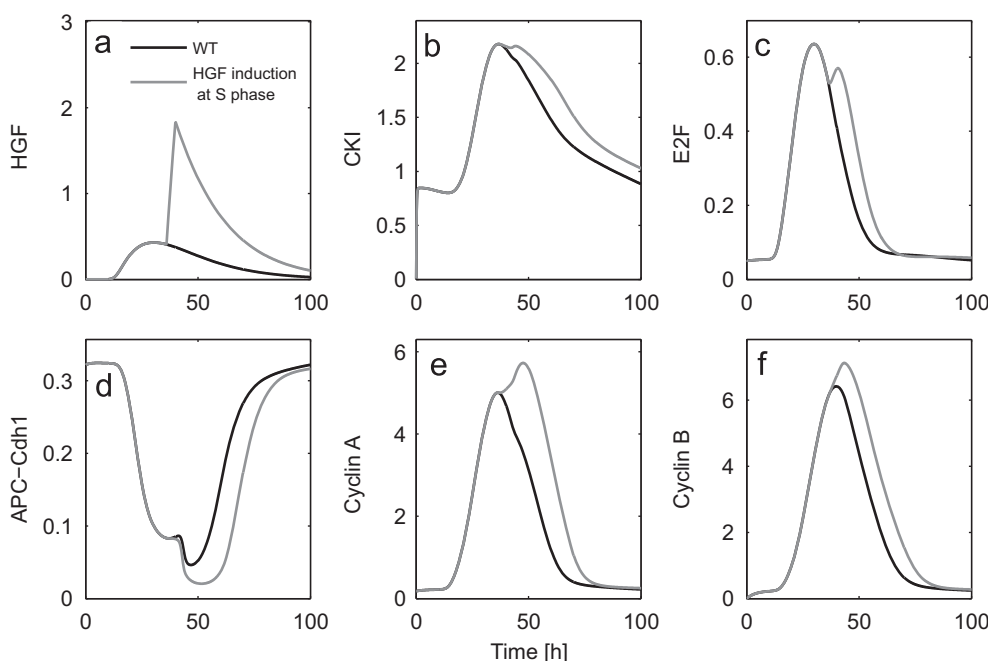 a
WT
HGF induction
at S phase
HGF
3
2
1
0
0 50 100
b
CKI
2
1.5
1
0.5
0
0 50 100
c
E2F
0.6
0.4
0.2
0 50 100
d
APC–Cdh1
0.3
0.2
0.1
0
0 50 100
e
Cyclin A
6
4
2
0
0 50 100
f
Cyclin B
6
4
2
0
0 50 100
Time [h]